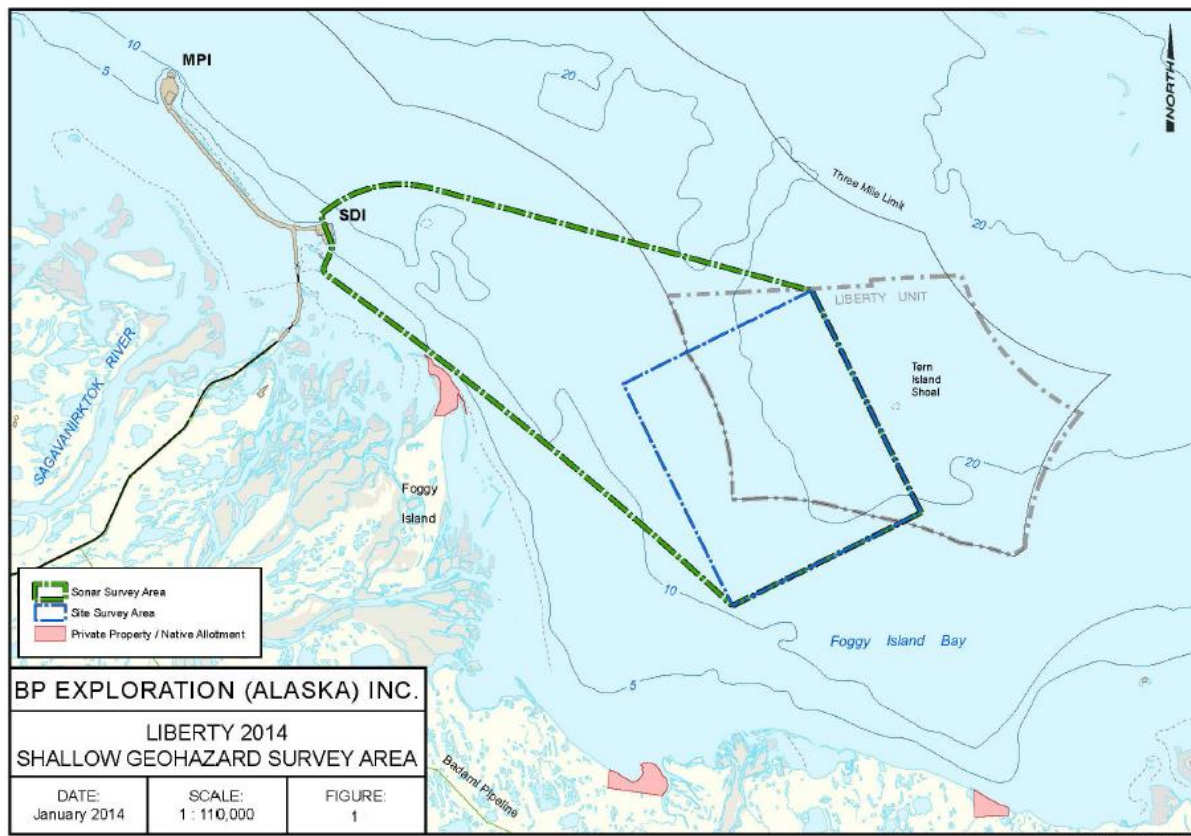 10
5
MPI
20
NORTH
Three Mile Limit
20
SDI
LIBERTY UNIT
SAGAVANIRKTOK RIVER
Tern
Island
Shoal
20
Foggy
Island
10
Foggy Island Bay
5
Sonar Survey Area
Site Survey Area
Private Property / Native Allotment
BP EXPLORATION (ALASKA) INC.
LIBERTY 2014
SHALLOW GEOHAZARD SURVEY AREA
DATE:
January 2014
SCALE:
1 : 110,000
FIGURE:
1
Badami Pipeline